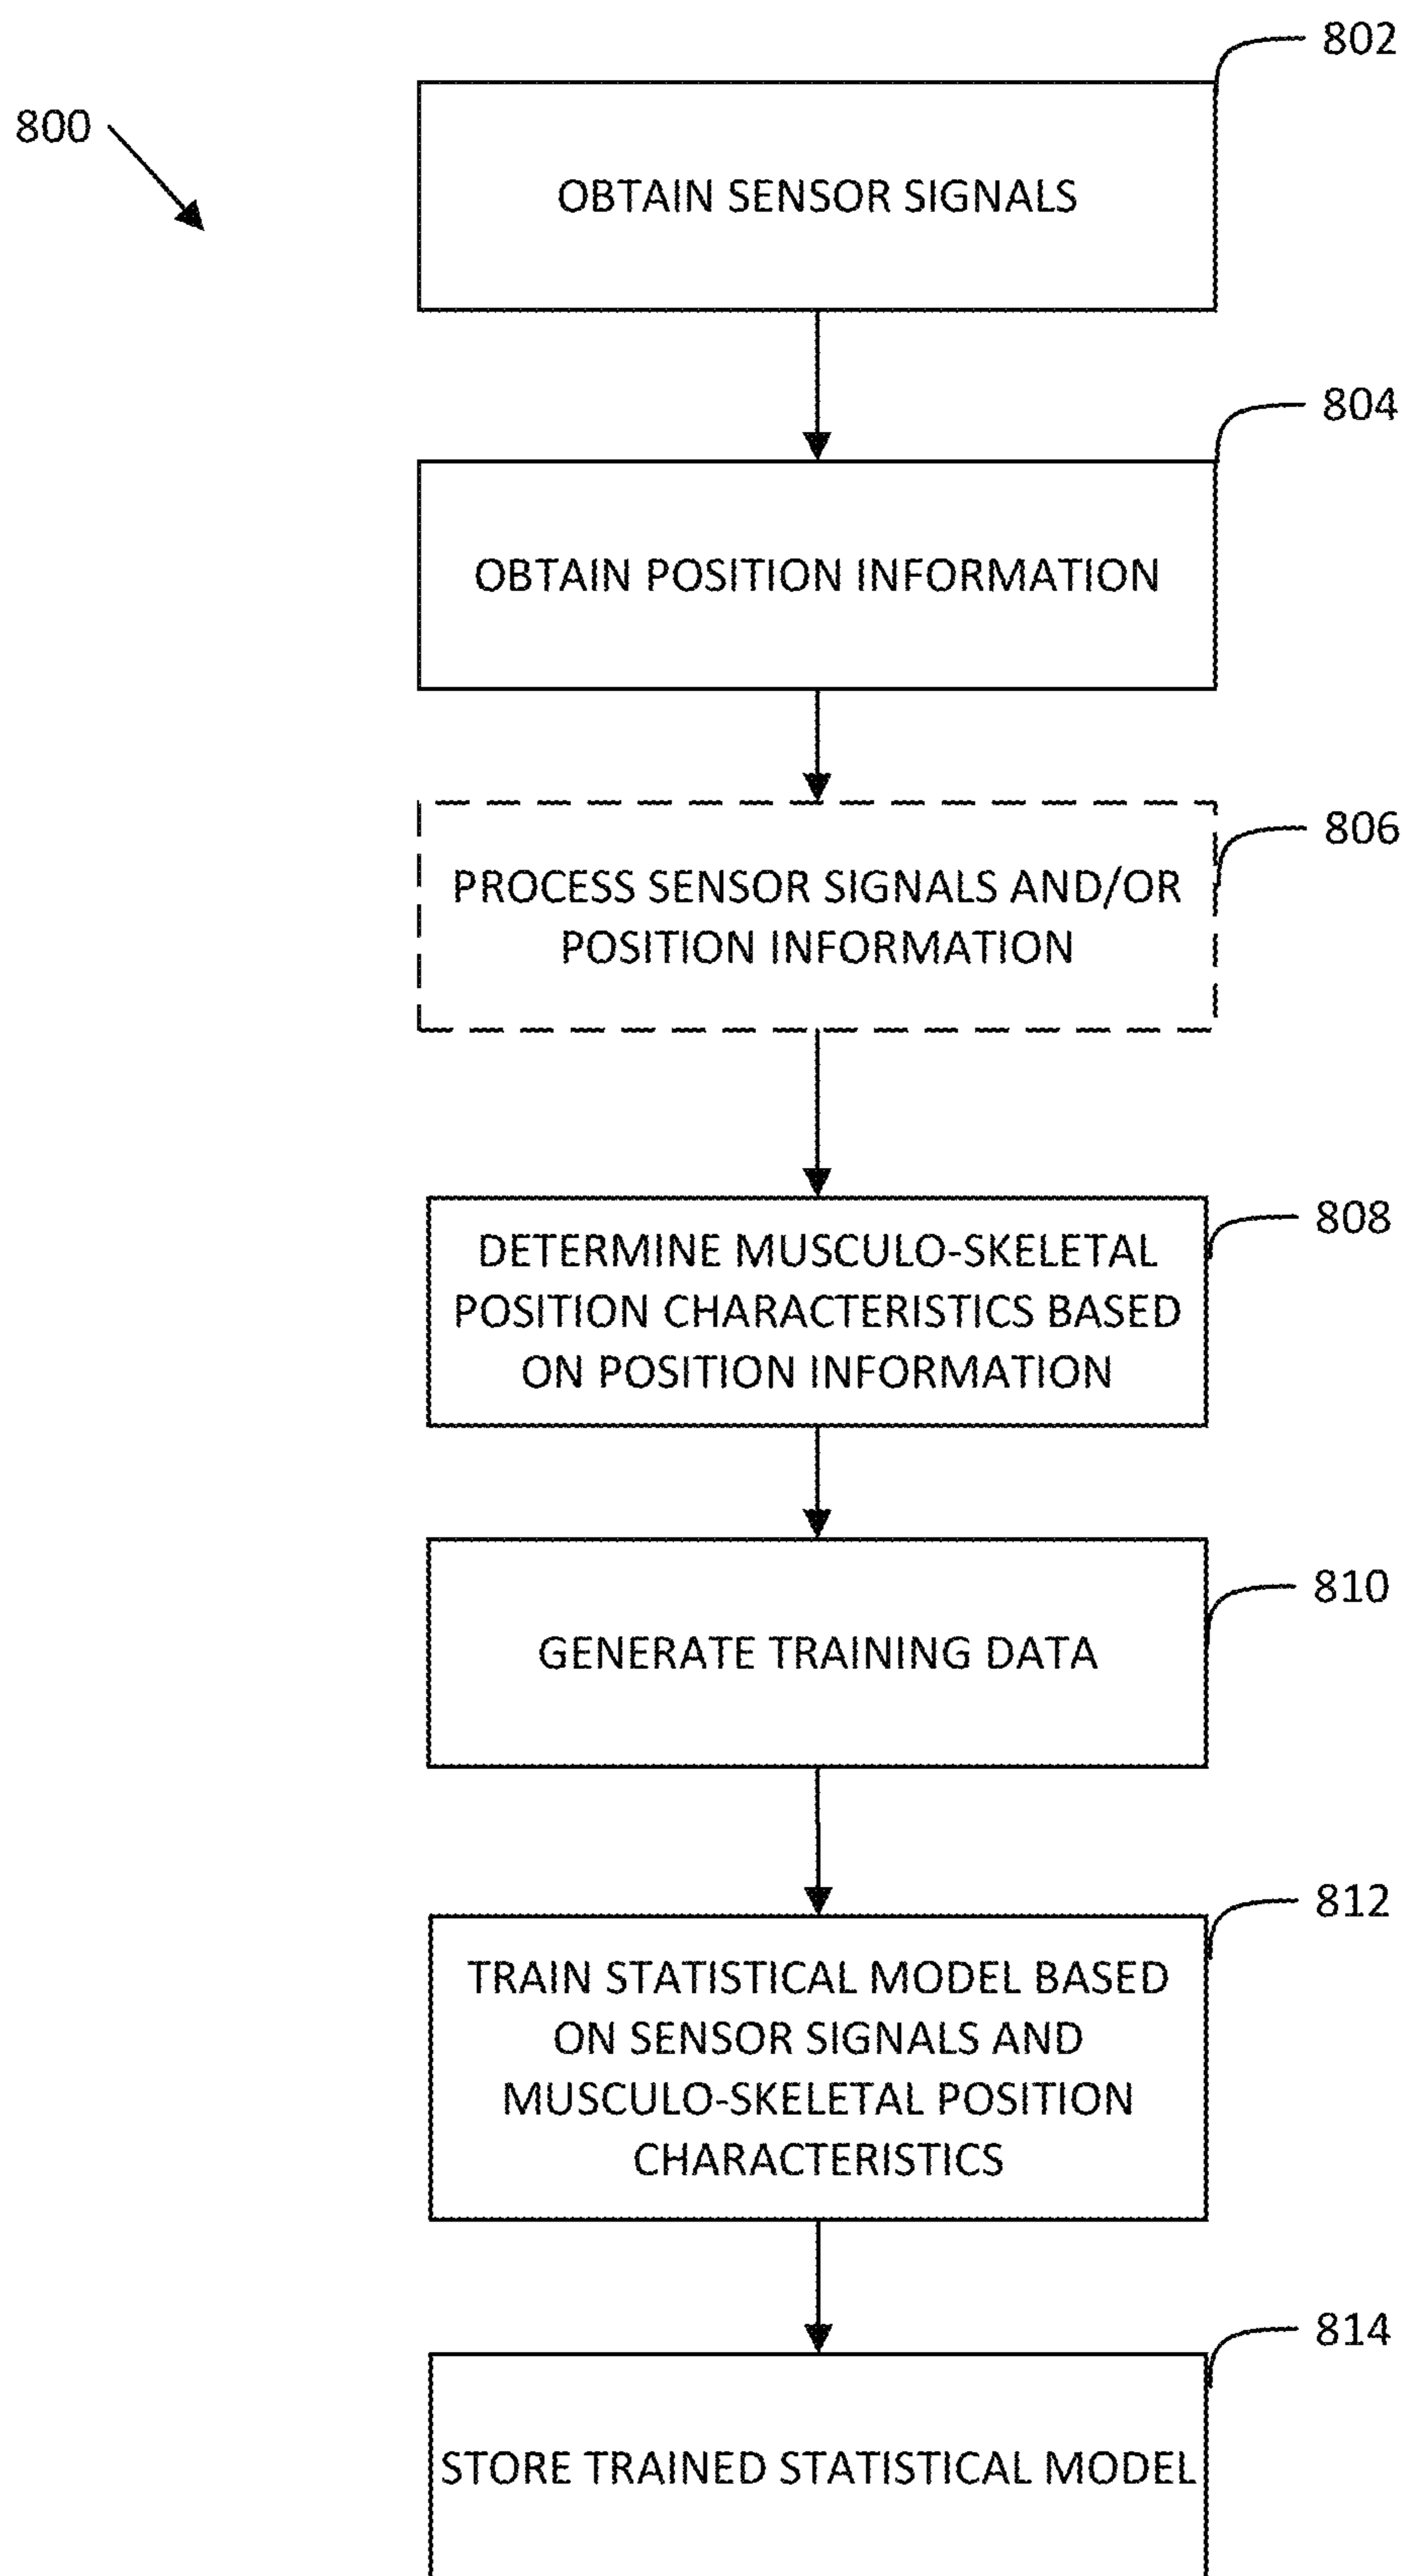 802
800
OBTAIN SENSOR SIGNALS
804
OBTAIN POSITION INFORMATION
806
PROCESS SENSOR SIGNALS AND/OR
POSITION INFORMATION
808
DETERMINE MUSCULO-SKELETAL
POSITION CHARACTERISTICS BASED
ON POSITION INFORMATION
810
GENERATE TRAINING DATA
812
TRAIN STATISTICAL MODEL BASED
ON SENSOR SIGNALS AND
MUSCULO-SKELETAL POSITION
CHARACTERISTICS
814
STORE TRAINED STATISTICAL MODEL